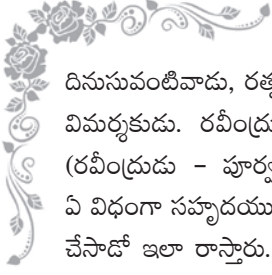 దినుసువంటివాడు, రత్న
విమర్శకుడు. రవీంద్రు
(రవీంద్రుడు – పూర్వ
ఏ విధంగా సహృదయు
చేసాడో ఇలా రాస్తారు.